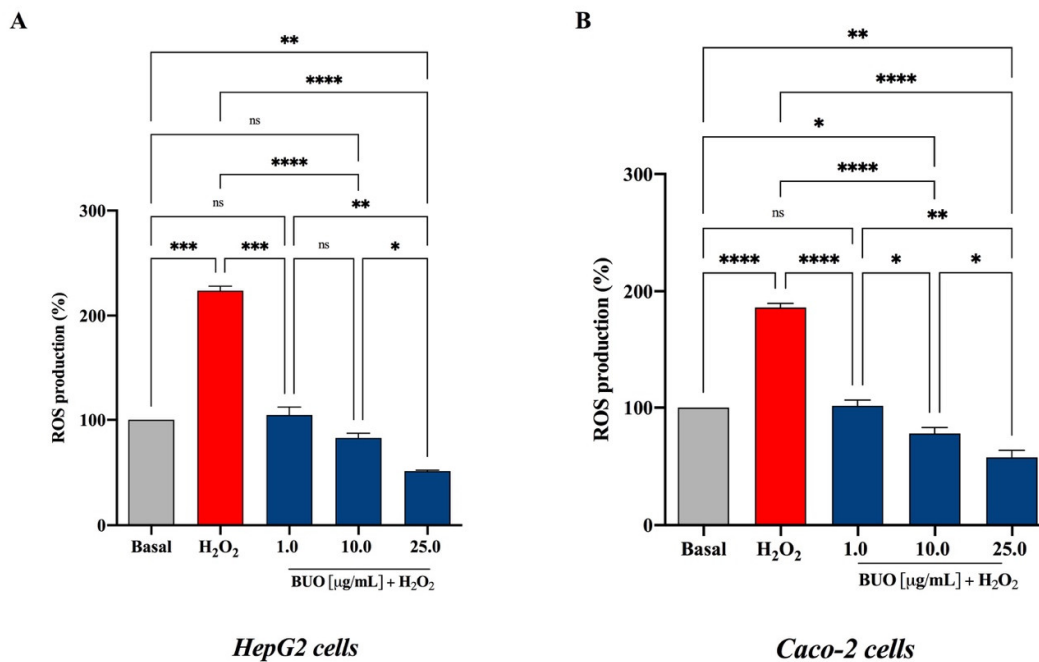 A
**
****
ns
****
ns
**
***
***
ns
*
300
200
100
0
ROS production (%)
Basal
H₂O₂
1.0
10.0
25.0
BUO [µg/mL] + H₂O₂
HepG2 cells
B
**
****
*
****
ns
**
****
****
*
*
300
200
100
0
ROS production (%)
Basal
H₂O₂
1.0
10.0
25.0
BUO [µg/mL] + H₂O₂
Caco-2 cells